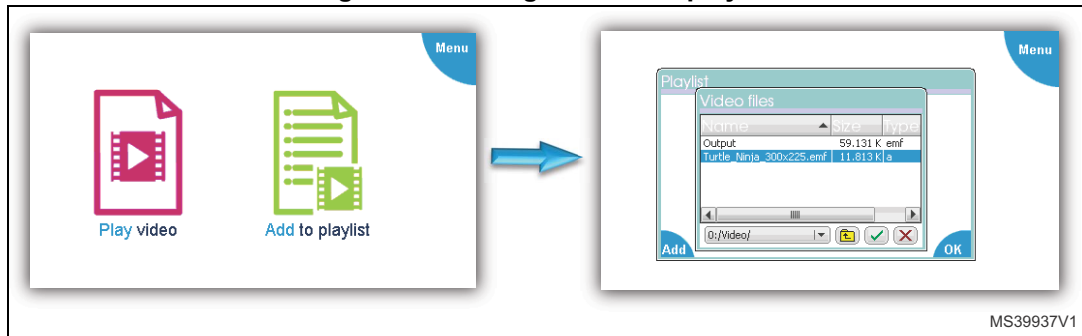 Menu
Play video
Add to playlist
Menu
Playlist
Video files
Name Size Type
Output 59.131 K emf
Turtle_Ninja_300x225.emf 11.813 K a
0:/Video/
Add
OK
MS39937V1